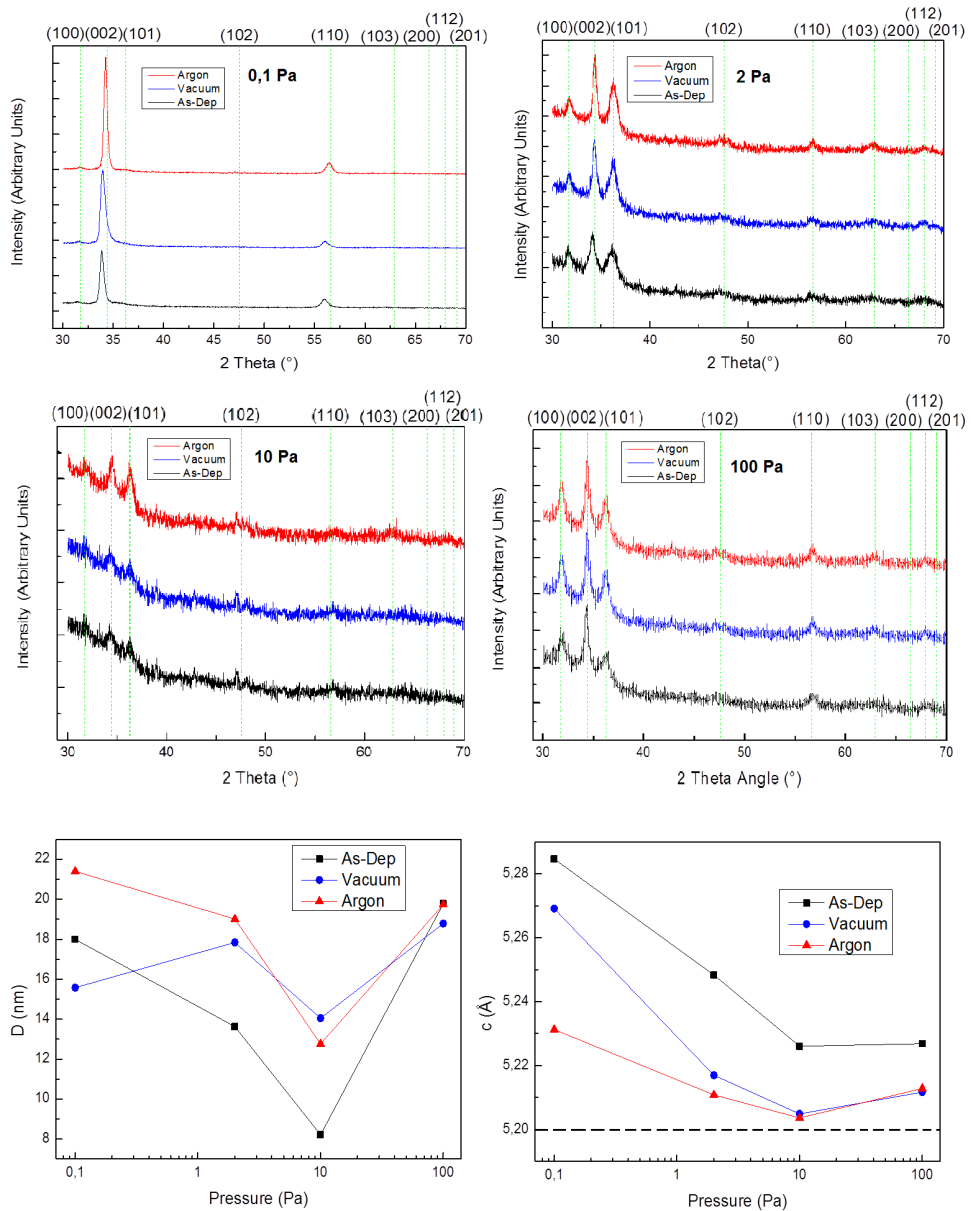 (112)
(100) (002) (101) (102) (110) (103) (200) (201)
Argon
Vacuum
As-Dep
0,1 Pa
Intensity (Arbitrary Units)
30 35 40 45 50 55 60 65 70
2 Theta (°)
(112)
(100) (002) (101) (102) (110) (103) (200) (201)
Argon
Vacuum
As-Dep
2 Pa
Intensity (Arbitrary Units)
30 40 50 60 70
2 Theta(°)
(112)
(100) (002) (101) (102) (110) (103) (200) (201)
Argon
Vacuum
As-Dep
10 Pa
Intensity (Arbitrary Units)
30 40 50 60 70
2 Theta (°)
(112)
(100) (002) (101) (102) (110) (103) (200) (201)
Argon
Vacuum
As-Dep
100 Pa
Intensity (Arbitrary Units)
30 40 50 60 70
2 Theta Angle (°)
As-Dep
Vacuum
Argon
22
20
18
16
14
12
10
8
D (nm)
0,1 1 10 100
Pressure (Pa)
As-Dep
Vacuum
Argon
5,28
5,26
5,24
5,22
5,20
c (Å)
0,1 1 10 100
Pressure (Pa)